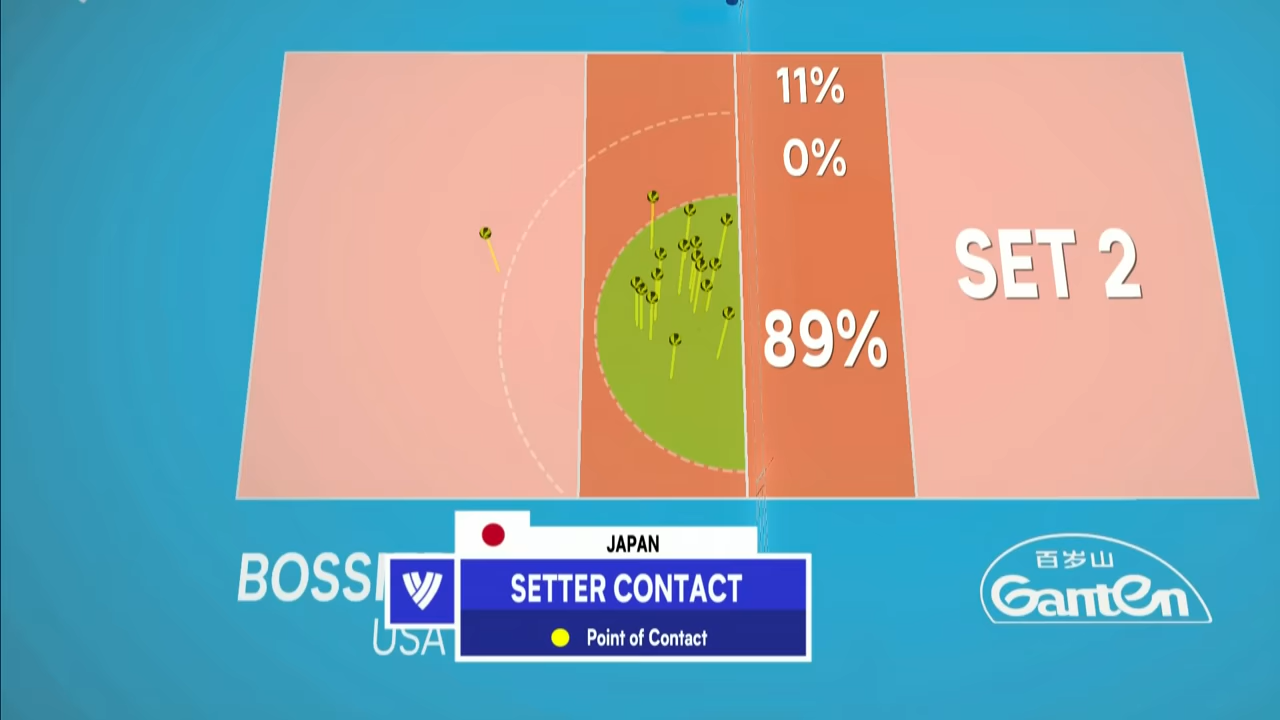 11%
0%
89%
SET 2
JAPAN
SETTER CONTACT
Point of Contact
USA
百岁山
Ganten